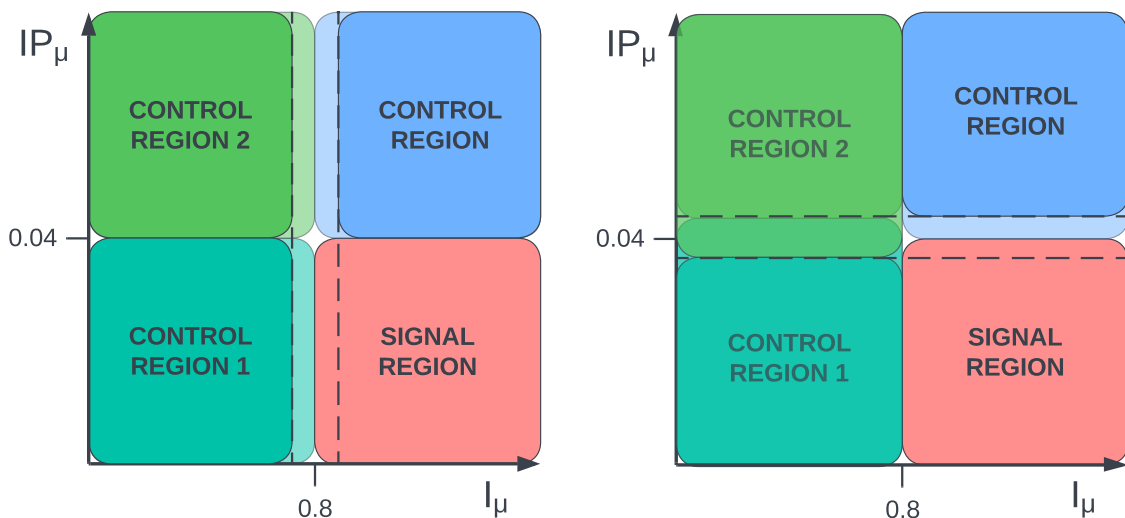 IPμ
CONTROL
REGION 2
CONTROL
REGION
0.04
CONTROL
REGION 1
SIGNAL
REGION
0.8
Iμ
IPμ
CONTROL
REGION 2
CONTROL
REGION
0.04
CONTROL
REGION 1
SIGNAL
REGION
0.8
Iμ